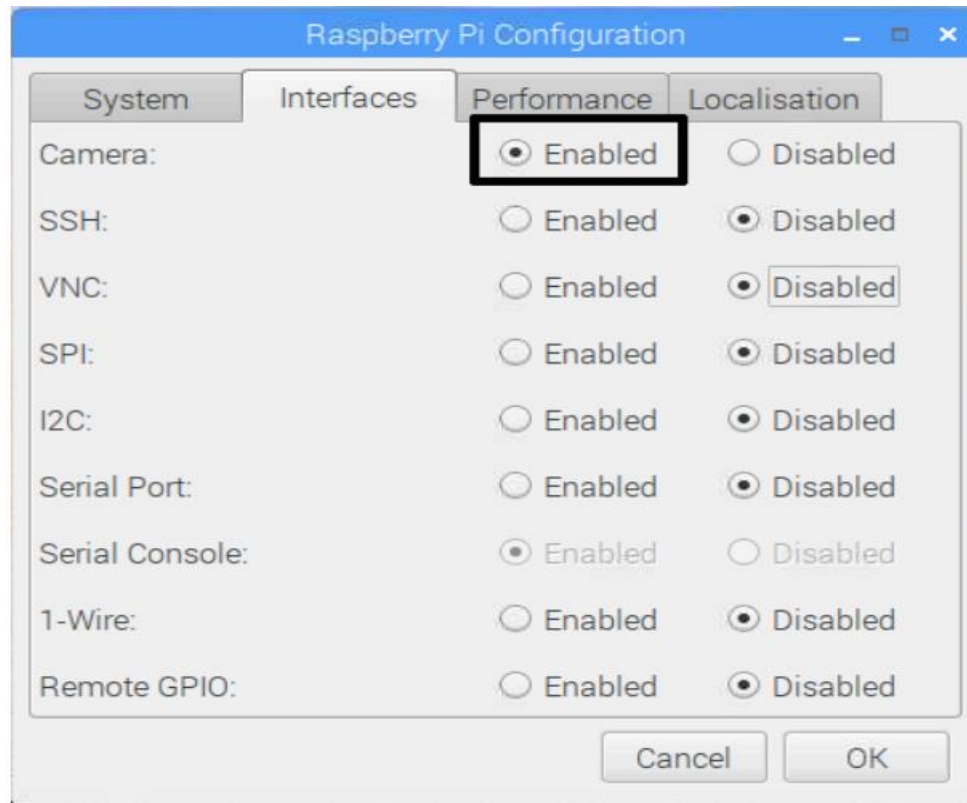 Raspberry Pi Configuration
System Interfaces Performance Localisation
Camera: Enabled Disabled
SSH: Enabled Disabled
VNC: Enabled Disabled
SPI: Enabled Disabled
I2C: Enabled Disabled
Serial Port: Enabled Disabled
Serial Console: Enabled Disabled
1-Wire: Enabled Disabled
Remote GPIO: Enabled Disabled
Cancel OK